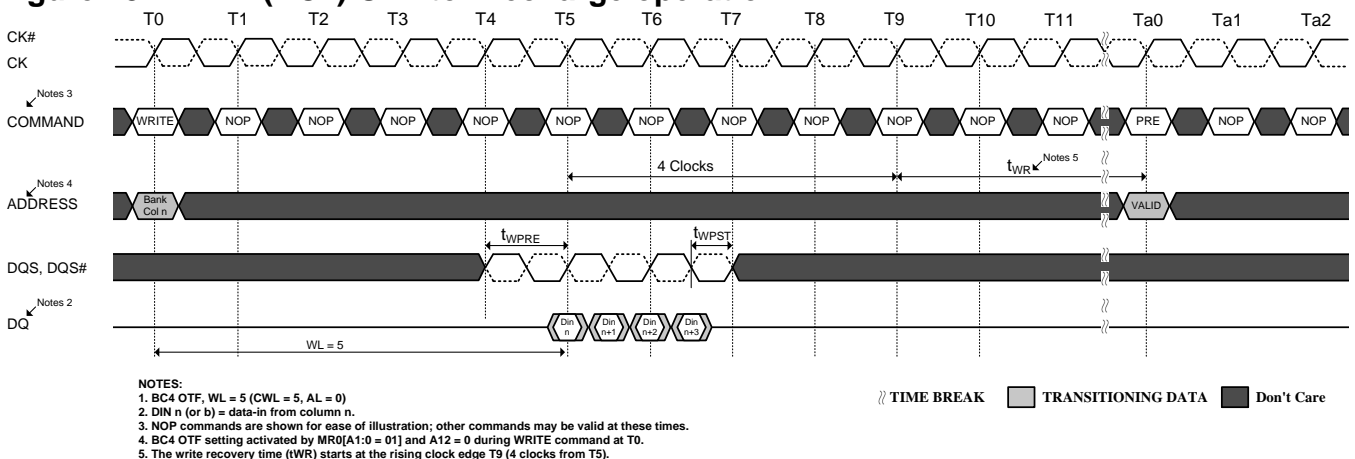 T0 T1 T2 T3 T4 T5 T6 T7 T8 T9 T10 T11 Ta0 Ta1 Ta2
CK#
CK
Notes 3
COMMAND WRITE NOP NOP NOP NOP NOP NOP NOP NOP NOP NOP NOP PRE NOP NOP
4 Clocks tWR Notes 5
Notes 4
ADDRESS Bank Col n VALID
tWPRE tWPST
DQS, DQS#
Notes 2
DQ Din n Din n+1 Din n+2 Din n+3
WL = 5
NOTES:
1. BC4 OTF, WL = 5 (CWL = 5, AL = 0)
2. DIN n (or b) = data-in from column n.
3. NOP commands are shown for ease of illustration; other commands may be valid at these times.
4. BC4 OTF setting activated by MR0[A1:0 = 01] and A12 = 0 during WRITE command at T0.
5. The write recovery time (tWR) starts at the rising clock edge T9 (4 clocks from T5).
TIME BREAK TRANSITIONING DATA Don't Care